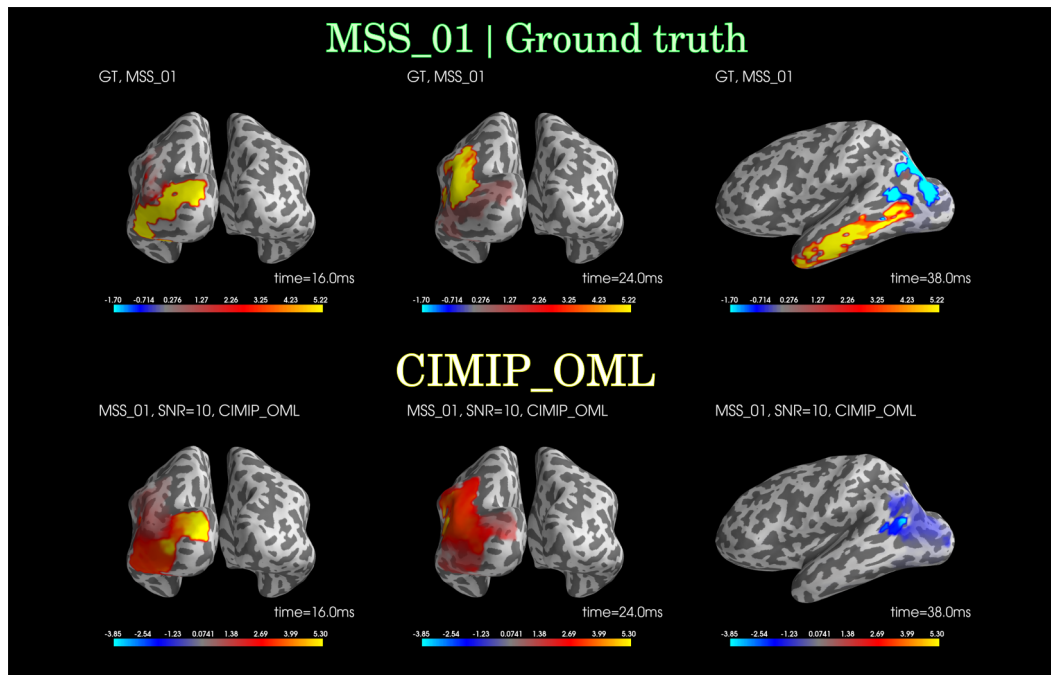 MSS_01 | Ground truth
GT, MSS_01 GT, MSS_01 GT, MSS_01
time=16.0ms time=24.0ms time=38.0ms
-1.70 -0.714 0.276 1.27 2.26 3.25 4.23 5.22 -1.70 -0.714 0.276 1.27 2.26 3.25 4.23 5.22 -1.70 -0.714 0.276 1.27 2.26 3.25 4.23 5.22
CIMIP_OML
MSS_01, SNR=10, CIMIP_OML MSS_01, SNR=10, CIMIP_OML MSS_01, SNR=10, CIMIP_OML
time=16.0ms time=24.0ms time=38.0ms
-3.85 -2.54 -1.23 0.0741 1.38 2.69 3.99 5.30 -3.85 -2.54 -1.23 0.0741 1.38 2.69 3.99 5.30 -3.85 -2.54 -1.23 0.0741 1.38 2.69 3.99 5.30